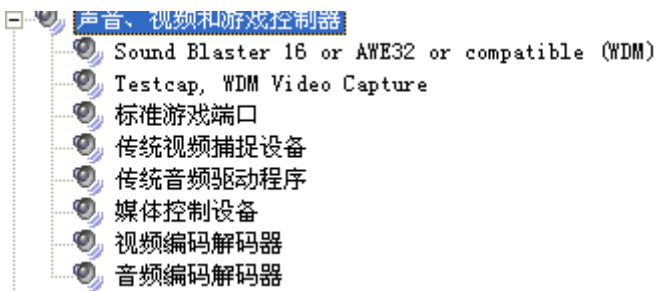 声音、视频和游戏控制器
Sound Blaster 16 or AWE32 or compatible (WDM)
Testcap, WDM Video Capture
标准游戏端口
传统视频捕捉设备
传统音频驱动程序
媒体控制设备
视频编码解码器
音频编码解码器